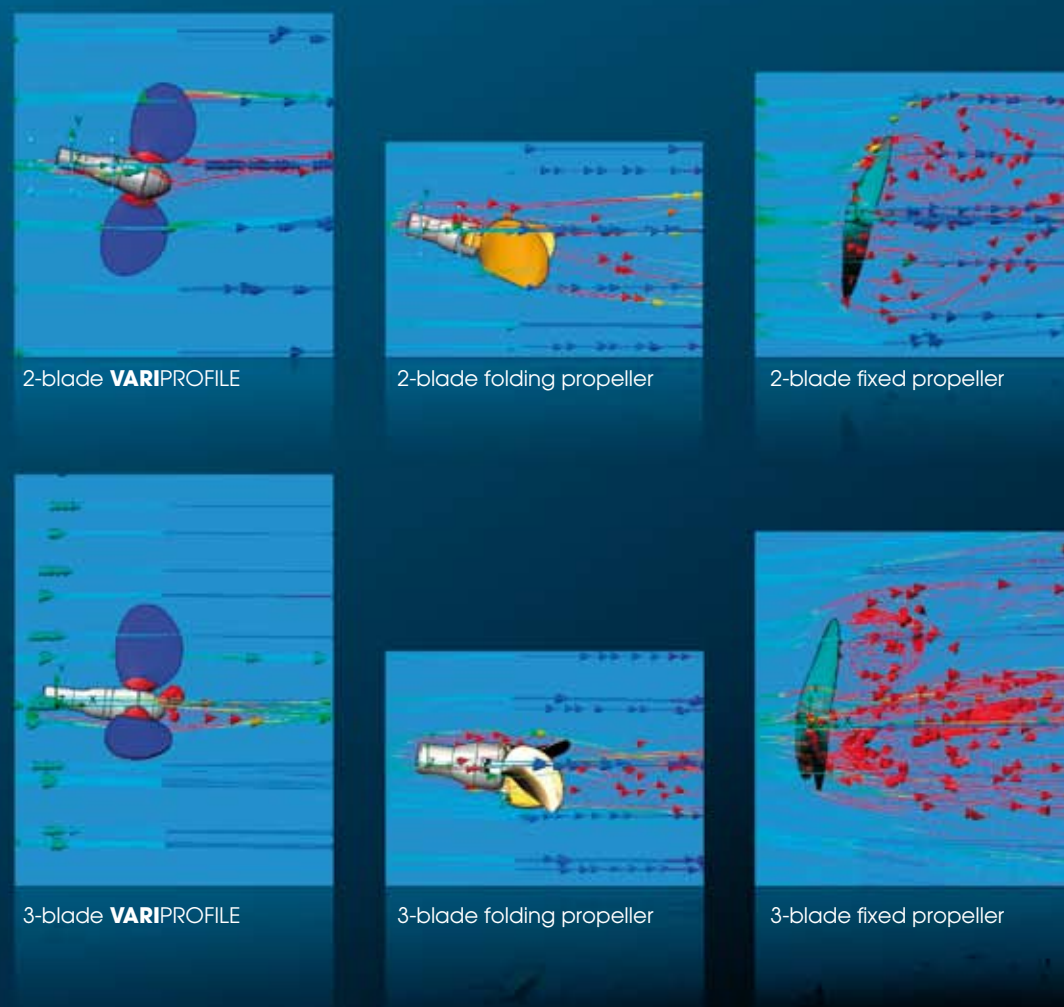 2-blade VARIPROFILE
2-blade folding propeller
2-blade fixed propeller
3-blade VARIPROFILE
3-blade folding propeller
3-blade fixed propeller